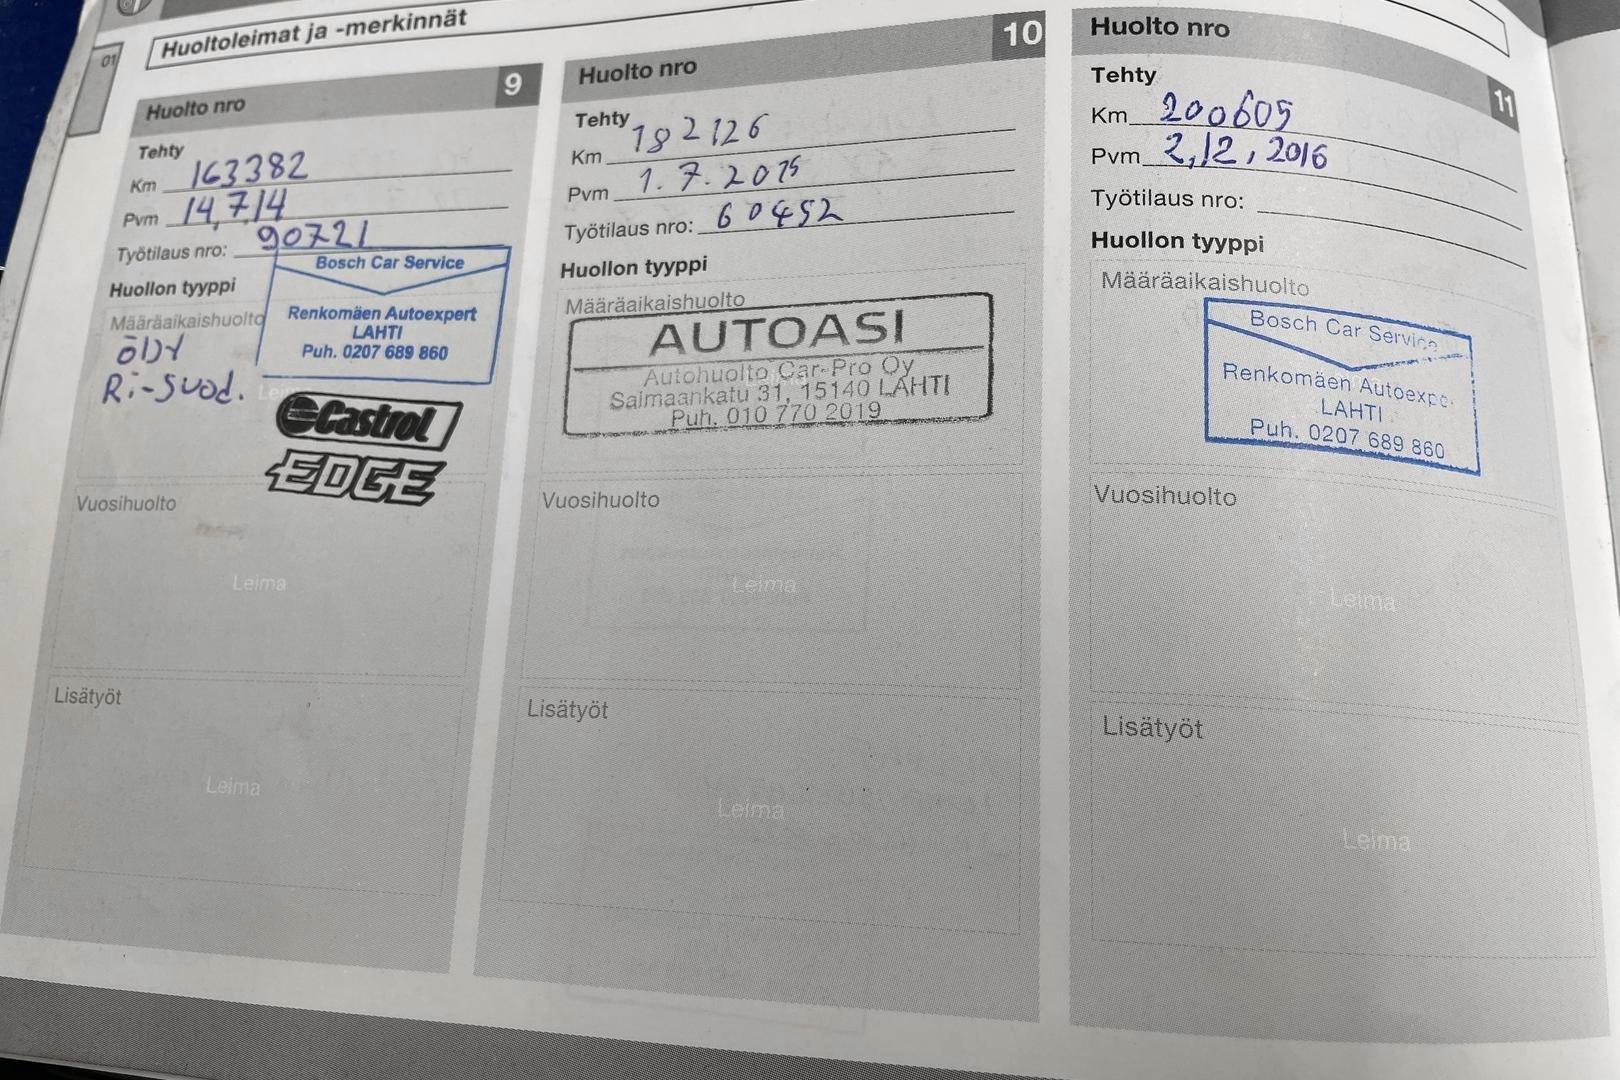 01
Huoltoleimat ja -merkinnät
Huolto nro 9
Tehty
Km 163382
Pvm 14,7.14
Työtilaus nro: 90721
Huollon tyyppi
Määräaikaishuolto
Bosch Car Service
Renkomäen Autoexpert
LAHTI
Puh. 0207 689 860
ÖljY
Ri-Suod.
Castrol
EDGE
Vuosihuolto
Leima
Lisätyöt
Leima
Huolto nro 10
Tehty
Km 182126
Pvm 1.7.2015
Työtilaus nro: 60452
Huollon tyyppi
Määräaikaishuolto
AUTOASI
Autohuolto Car-Pro Oy
Saimaankatu 31, 15140 LAHTI
Puh. 010 770 2019
Vuosihuolto
Leima
Lisätyöt
Leima
Huolto nro 11
Tehty
Km 200605
Pvm 2,12,2016
Työtilaus nro:
Huollon tyyppi
Määräaikaishuolto
Bosch Car Service
Renkomäen Autoexpe
LAHTI
Puh. 0207 689 860
Vuosihuolto
Leima
Lisätyöt
Leima